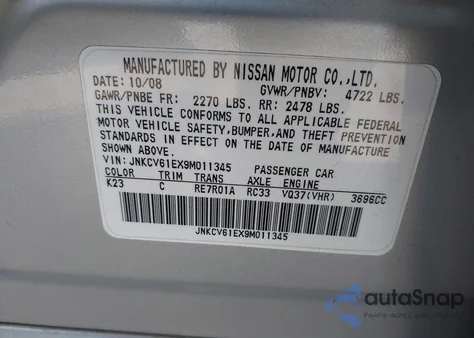 MANUFACTURED BY NISSAN MOTOR CO.,LTD.
DATE: 10/08 GVWR/PNBV: 4722 LBS.
GAWR/PNBE FR: 2270 LBS. RR: 2478 LBS.
THIS VEHICLE CONFORMS TO ALL APPLICABLE FEDERAL
MOTOR VEHICLE SAFETY, BUMPER, AND THEFT PREVENTION
STANDARDS IN EFFECT ON THE DATE OF MANUFACTURE
SHOWN ABOVE.
VIN: JNKCV61EX9M011345 PASSENGER CAR
COLOR TRIM TRANS AXLE ENGINE
K23 C RE7R01A RC33 VQ37(VHR) 3696CC
JNKCV61EX9M011345
autaSnap